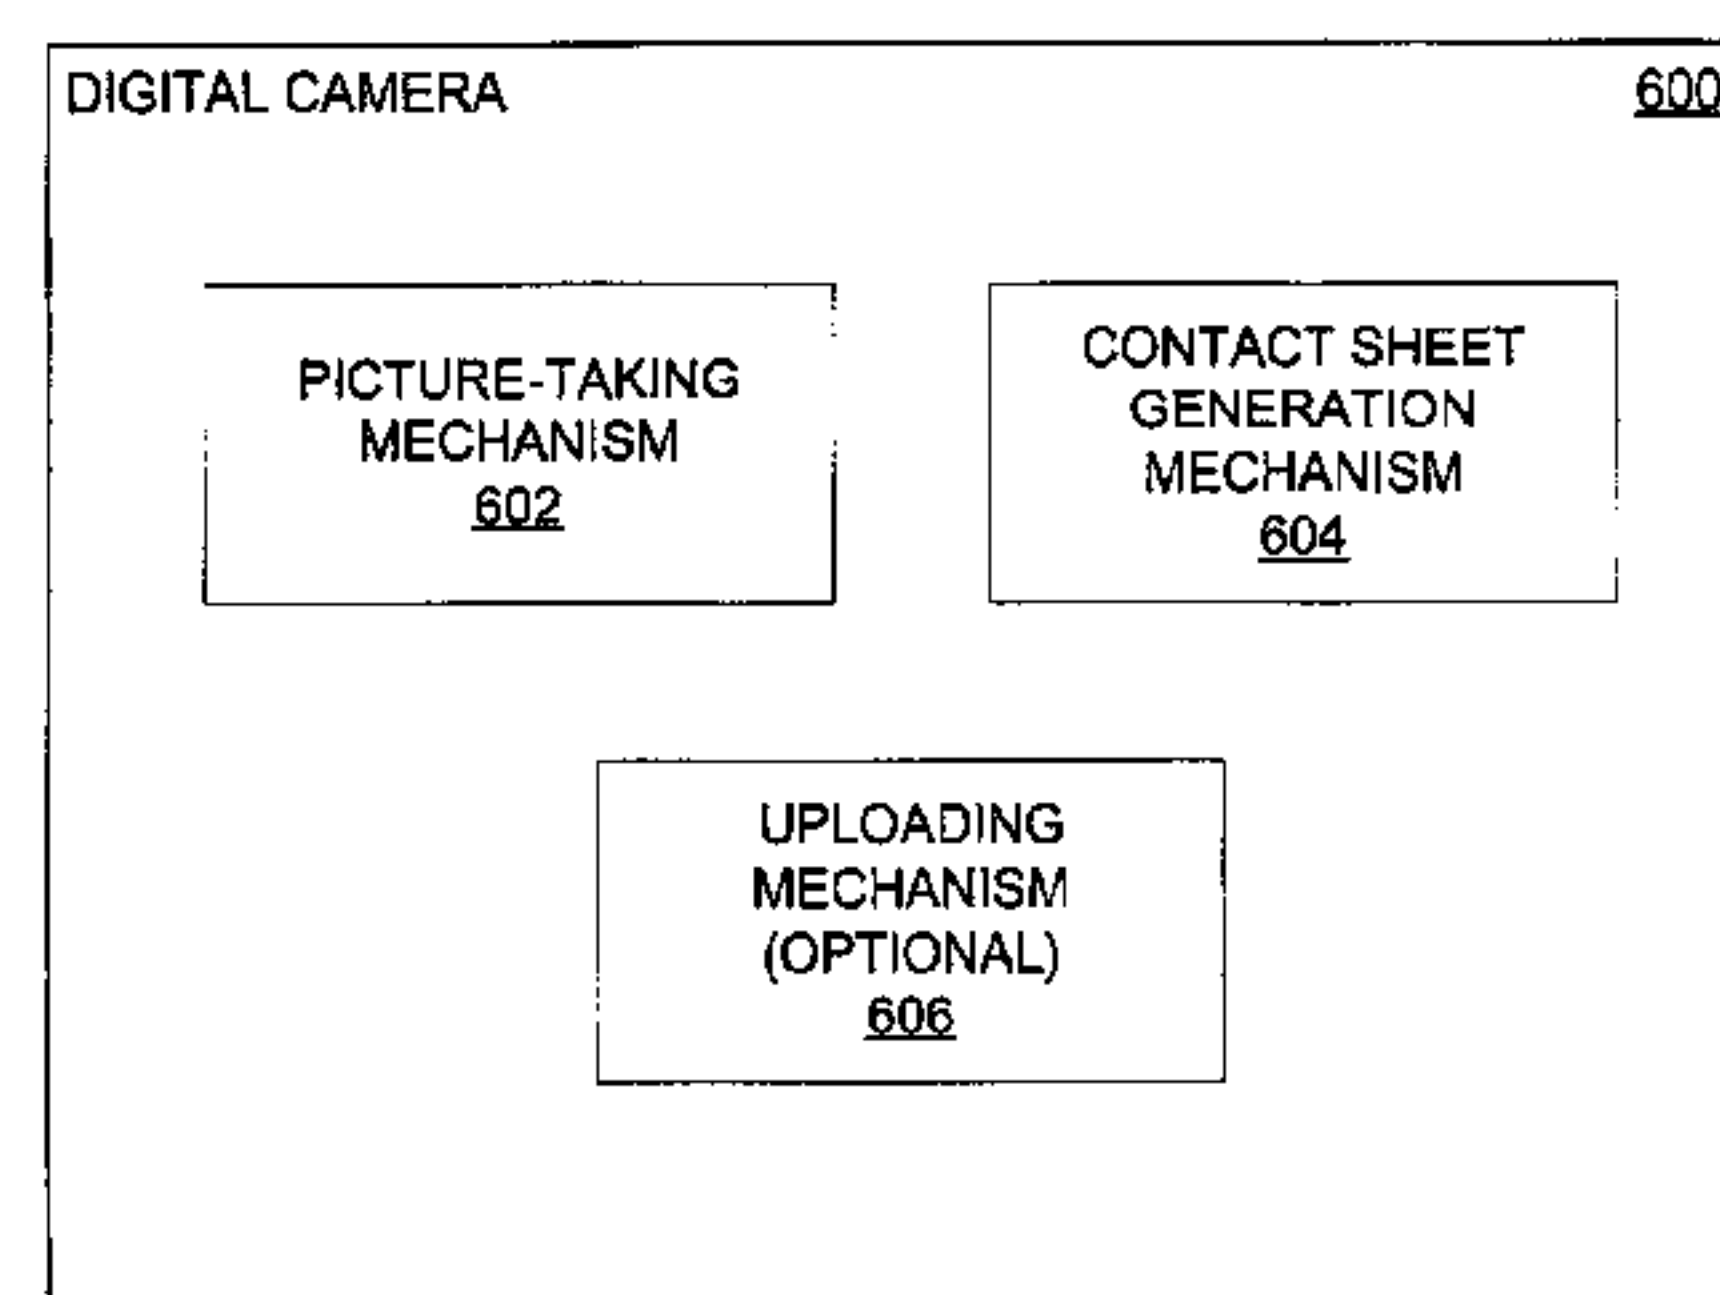 DIGITAL CAMERA 600
PICTURE-TAKING
MECHANISM
602
CONTACT SHEET
GENERATION
MECHANISM
604
UPLOADING
MECHANISM
(OPTIONAL)
606